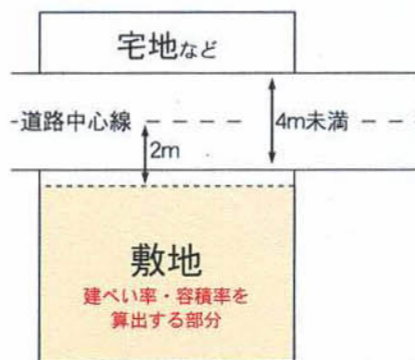 宅地など
道路中心線
4m未満
2m
敷地
建ぺい率・容積率を
算出する部分